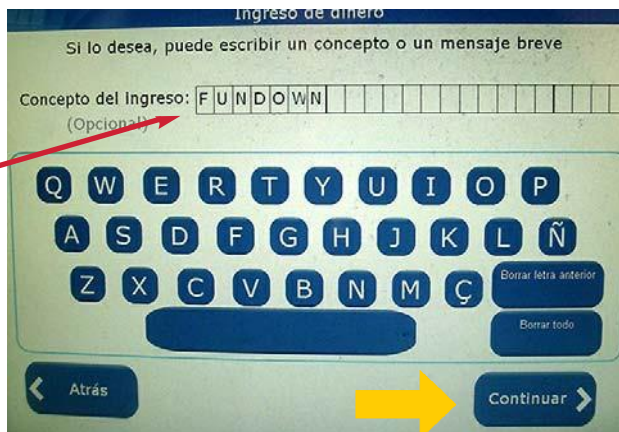 Ingreso de dinero
Si lo desea, puede escribir un concepto o un mensaje breve
Concepto del ingreso: FUNDOWN
(Opcional)
Q W E R T Y U I O P
A S D F G H J K L Ñ
Z X C V B N M Ç Borrar letra anterior
Borrar todo
Atrás
Continuar